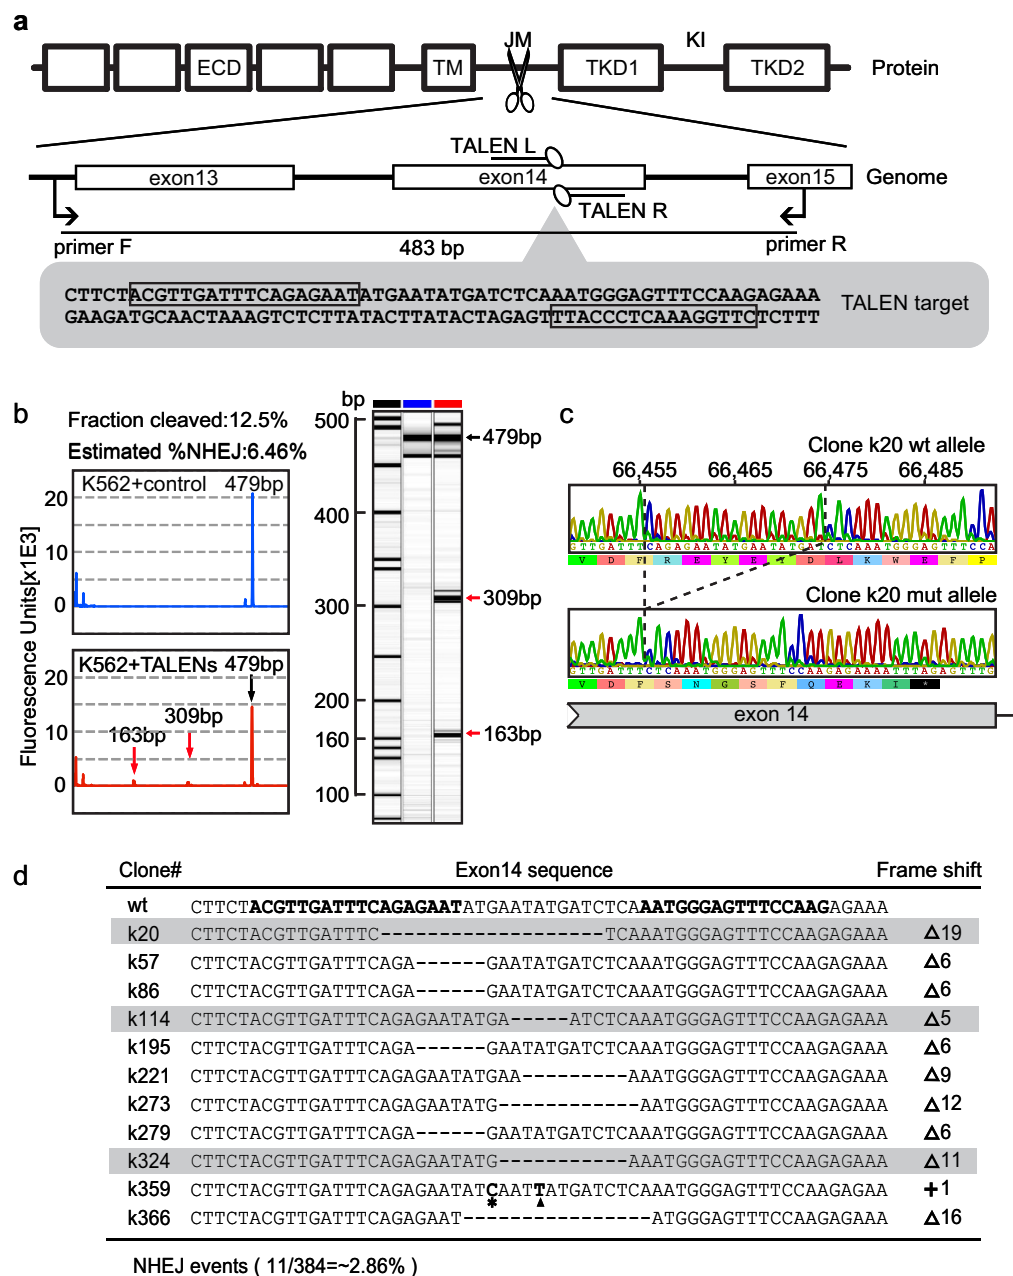 a
JM
KI
ECD
TM
TKD1
TKD2
Protein
TALEN L
exon13
exon14
exon15
Genome
TALEN R
primer F
483 bp
primer R
CTTCTACGTTGATTTCAGAGAATATGAATATGATCTCAAATGGGAGTTTCCAAGAGAAA
GAAGATGCAACTAAAGTCTCTTATACTTATACTAGAGTTTACCCTCAAAGGTTCTCTTT
TALEN target
b
Fraction cleaved:12.5%
Estimated %NHEJ:6.46%
Fluorescence Units[x1E3]
K562+control
479bp
20
10
0
K562+TALENs
479bp
20
309bp
163bp
10
0
bp
500
400
300
200
160
100
479bp
309bp
163bp
c
Clone k20 wt allele
66,455 66,465 66,475 66,485
GTTGATTTCAGAGAATATGAATATGATCTCAAATGGGAGTTTCCA
V D F R E Y E Y D L K W E F P
Clone k20 mut allele
GTTGATTTCTCAAATGGGAGTTTCCAAGAGAAA
V D F S N G S F Q E K I *
exon 14
d
Clone# Exon14 sequence Frame shift
wt CTTCTACGTTGATTTCAGAGAATATGAATATGATCTCAAATGGGAGTTTCCAAGAGAAA
k20 CTTCTACGTTGATTTC-------------------TCAAATGGGAGTTTCCAAGAGAAA Δ19
k57 CTTCTACGTTGATTTCAGA------GAATATGATCTCAAATGGGAGTTTCCAAGAGAAA Δ6
k86 CTTCTACGTTGATTTCAGA------GAATATGATCTCAAATGGGAGTTTCCAAGAGAAA Δ6
k114 CTTCTACGTTGATTTCAGAGAATATGA-----ATCTCAAATGGGAGTTTCCAAGAGAAA Δ5
k195 CTTCTACGTTGATTTCAGA------GAATATGATCTCAAATGGGAGTTTCCAAGAGAAA Δ6
k221 CTTCTACGTTGATTTCAGAGAATATGAA---------AAATGGGAGTTTCCAAGAGAAA Δ9
k273 CTTCTACGTTGATTTCAGAGAATATG------------AATGGGAGTTTCCAAGAGAAA Δ12
k279 CTTCTACGTTGATTTCAGA------GAATATGATCTCAAATGGGAGTTTCCAAGAGAAA Δ6
k324 CTTCTACGTTGATTTCAGAGAATATG-----------AAATGGGAGTTTCCAAGAGAAA Δ11
k359 CTTCTACGTTGATTTCAGAGAATATCAATTATGATCTCAAATGGGAGTTTCCAAGAGAA +1
* ▲
k366 CTTCTACGTTGATTTCAGAGAAT----------------ATGGGAGTTTCCAAGAGAAA Δ16
NHEJ events ( 11/384=~2.86% )